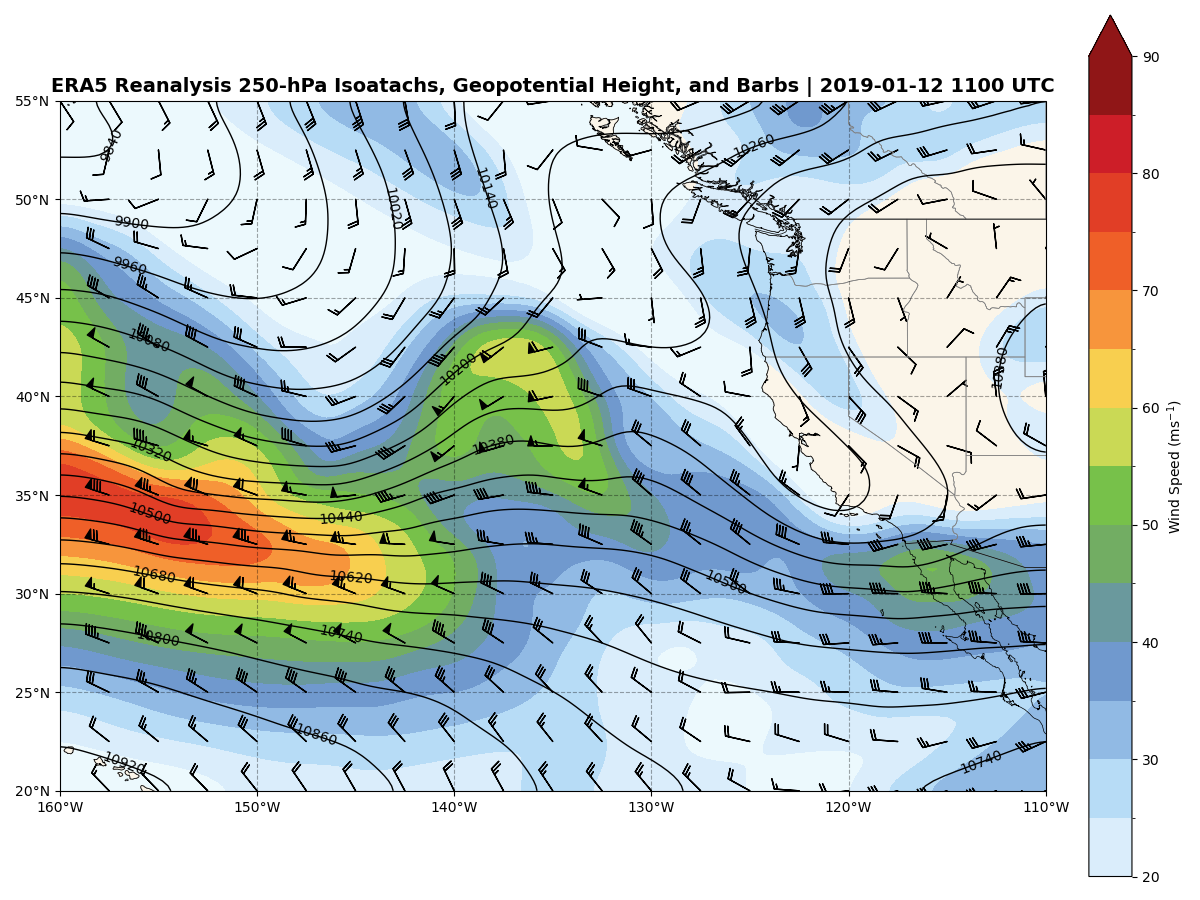 ERA5 Reanalysis 250-hPa Isoatachs, Geopotential Height, and Barbs | 2019-01-12 1100 UTC
90
80
70
60
50
40
30
20
Wind Speed (ms⁻¹)
55°N
50°N
45°N
40°N
35°N
30°N
25°N
20°N
160°W
150°W
140°W
130°W
120°W
110°W
9840
10260
10140
10020
9900
9960
10080
10200
10380
10320
10500
10440
10680
10620
10560
10740
10800
10860
10920
0
10740